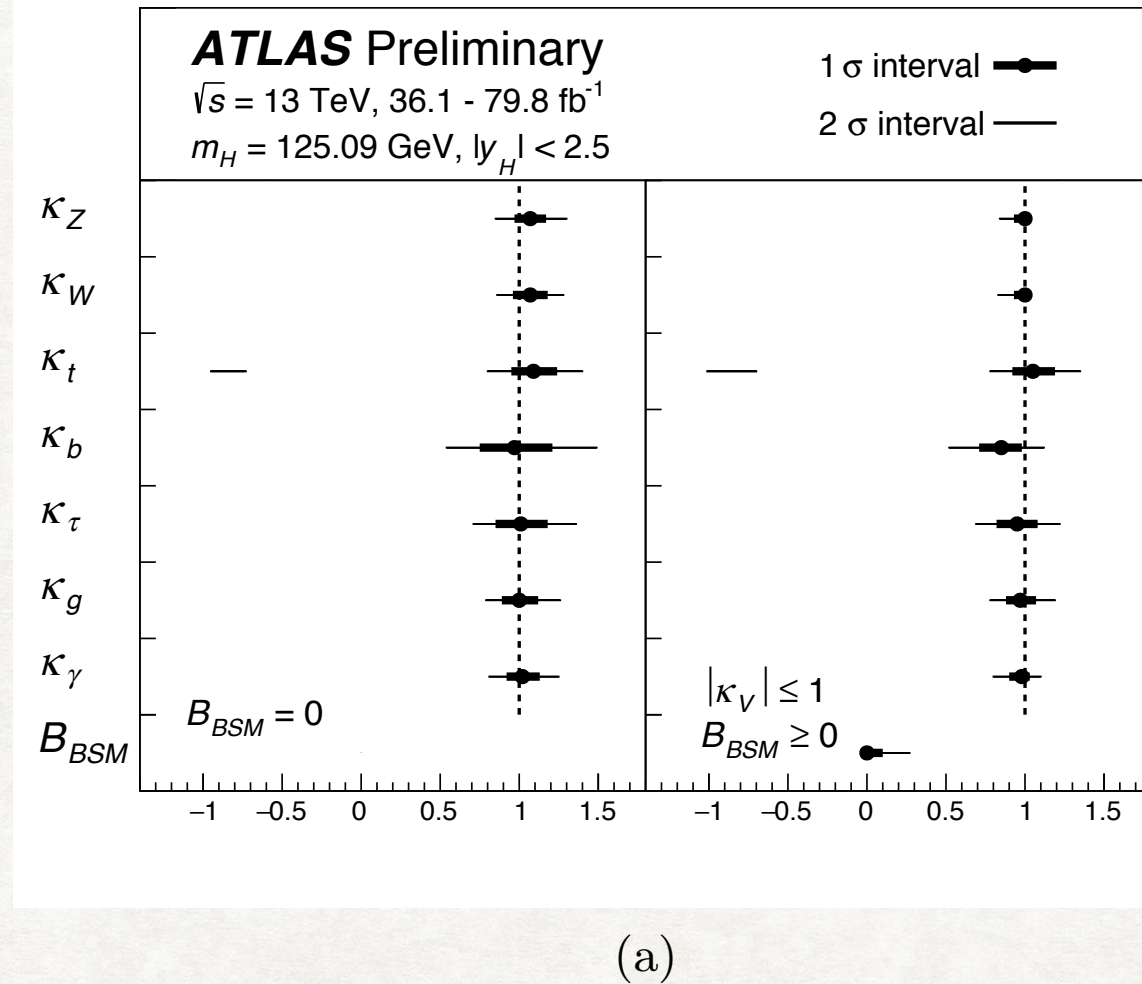 ATLAS Preliminary
√s = 13 TeV, 36.1 - 79.8 fb⁻¹
m_H = 125.09 GeV, |y_H| < 2.5
1 σ interval
2 σ interval
κ_Z
κ_W
κ_t
κ_b
κ_τ
κ_g
κ_γ
B_BSM
B_BSM = 0
|κ_V| ≤ 1
B_BSM ≥ 0
−1 −0.5 0 0.5 1 1.5
−1 −0.5 0 0.5 1 1.5
(a)